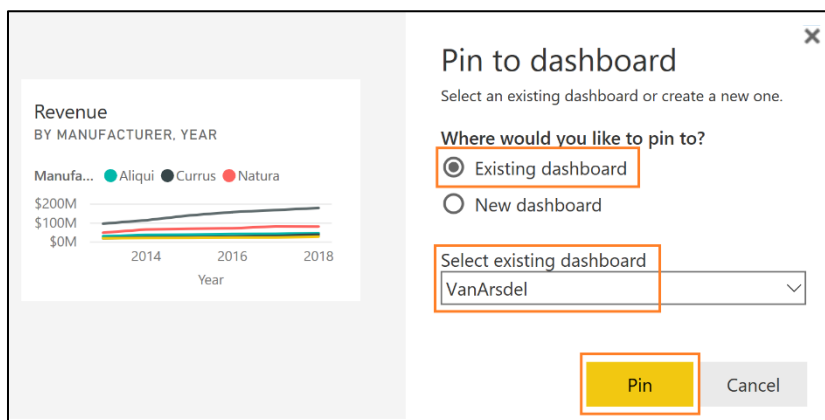 Pin to dashboard
Select an existing dashboard or create a new one.
Where would you like to pin to?
Existing dashboard
New dashboard
Select existing dashboard
VanArsdel
Pin
Cancel
Revenue
BY MANUFACTURER, YEAR
Manufa... Aliqui Currus Natura
$200M
$100M
$0M
2014 2016 2018
Year